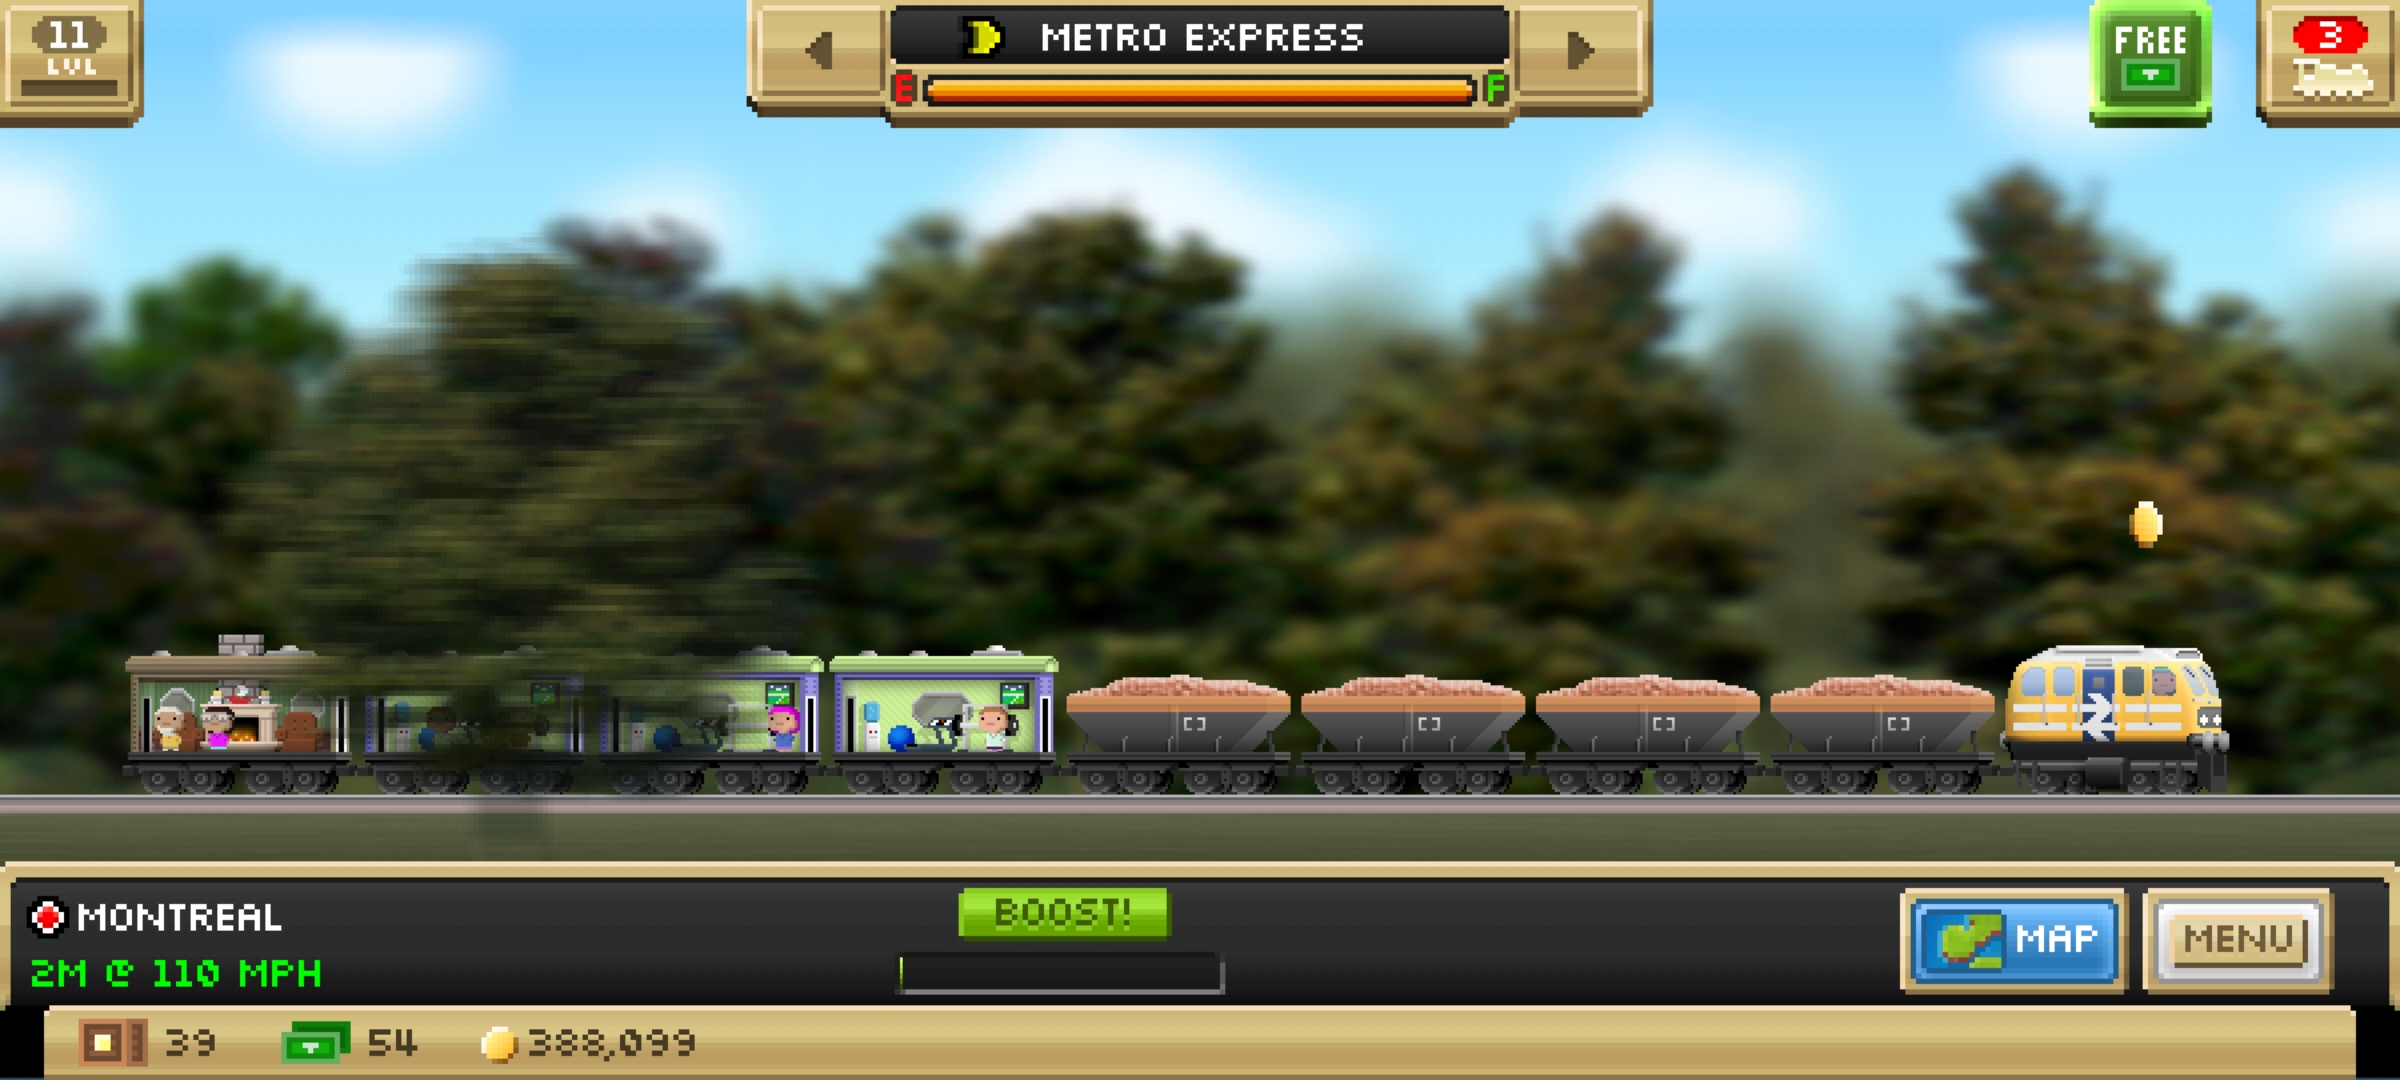 11
LVL
METRO EXPRESS
E F
FREE
3
MONTREAL
2M @ 110 MPH
BOOST!
MAP
MENU
39
54
388,099